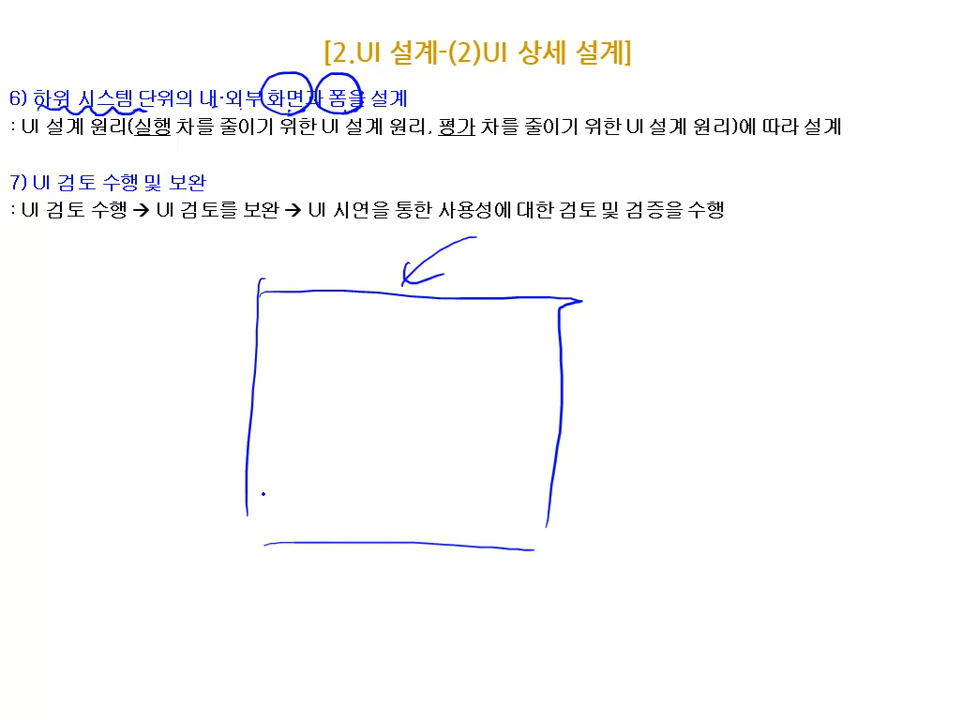 [2.UI 설계-(2)UI 상세 설계]
6) 하위 시스템 단위의 내·외부 화면과 폼을 설계
: UI 설계 원리(실행 차를 줄이기 위한 UI 설계 원리, 평가 차를 줄이기 위한 UI 설계 원리)에 따라 설계
7) UI 검토 수행 및 보완
: UI 검토 수행 → UI 검토를 보완 → UI 시연을 통한 사용성에 대한 검토 및 검증을 수행